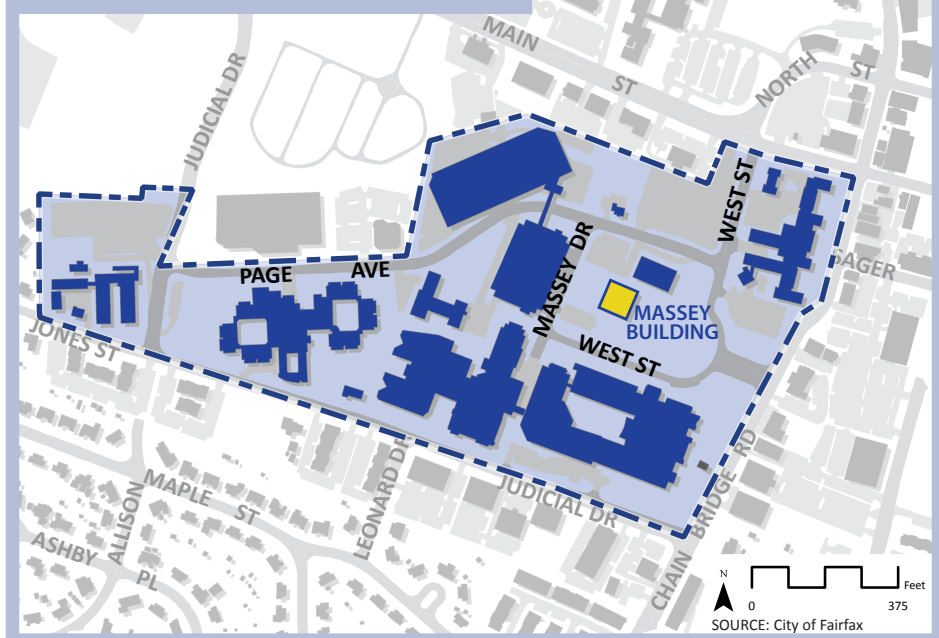 MAIN
ST
NORTH
ST
JUDICIAL DR
WEST ST
SAGER
MASSEY DR
PAGE AVE
MASSEY
BUILDING
WEST ST
JONES ST
JUDICIAL DR
LEONARD DR
MAPLE ST
ALLISON
ASHBY PL
CHAIN BRIDGE RD
N
Feet
0 375
SOURCE: City of Fairfax